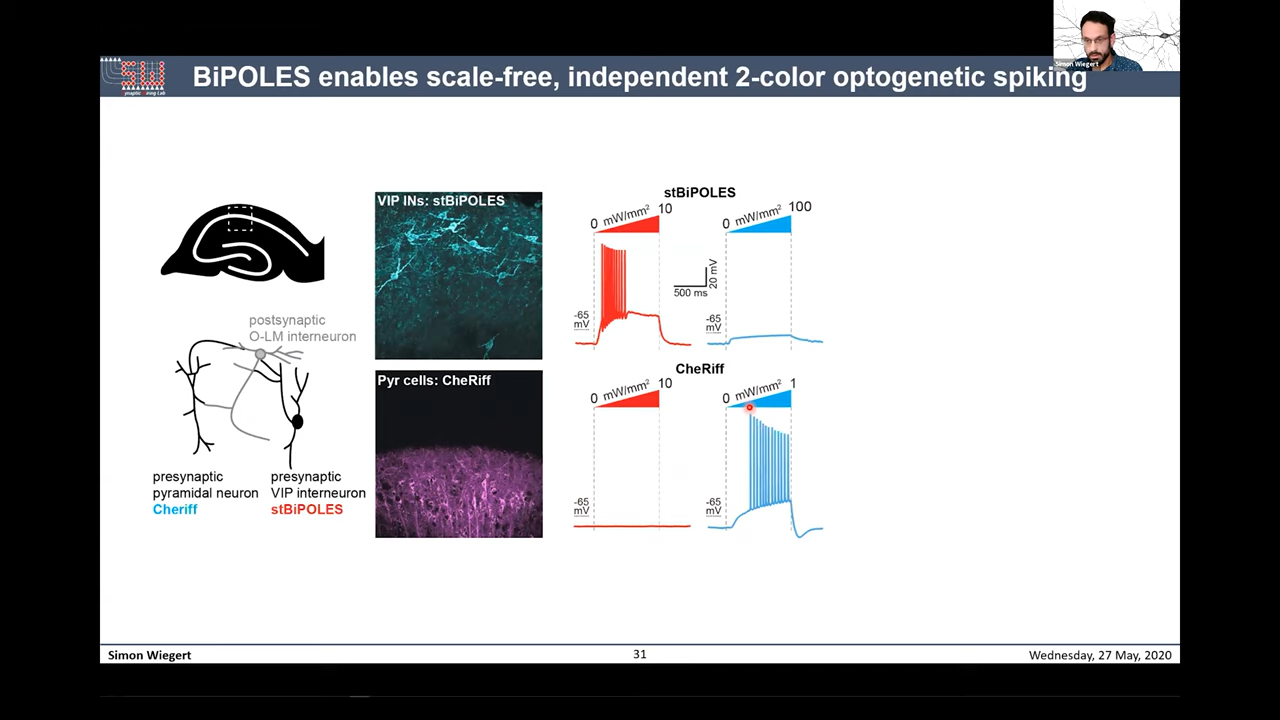 Simon Wiegert
BiPOLES enables scale-free, independent 2-color optogenetic spiking
SW
VIP INs: stBiPOLES
stBiPOLES
0 mW/mm² 10
0 mW/mm² 100
-65
mV
20 mV
500 ms
-65
mV
postsynaptic
O-LM interneuron
Pyr cells: CheRiff
CheRiff
0 mW/mm² 10
0 mW/mm² 1
-65
mV
-65
mV
presynaptic
pyramidal neuron
Cheriff
presynaptic
VIP interneuron
stBiPOLES
Simon Wiegert
31
Wednesday, 27 May, 2020